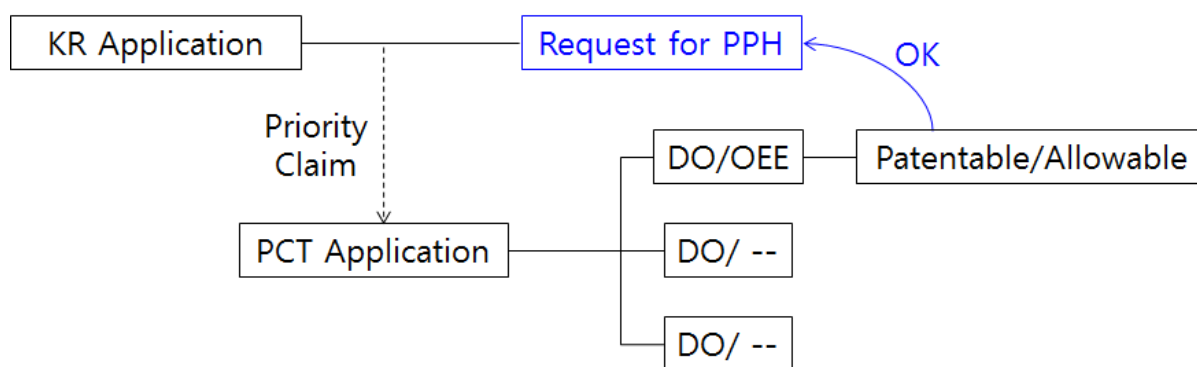 KR Application
Request for PPH
OK
Priority
Claim
DO/OEE
Patentable/Allowable
PCT Application
DO/ --
DO/ --